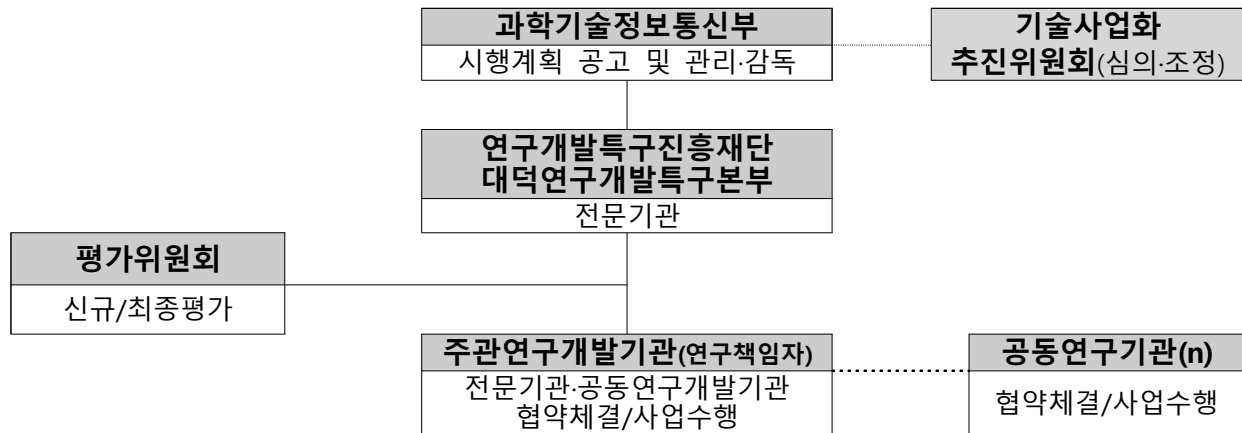 과학기술정보통신부
시행계획 공고 및 관리·감독
기술사업화
추진위원회(심의·조정)
연구개발특구진흥재단
대덕연구개발특구본부
전문기관
평가위원회
신규/최종평가
주관연구개발기관(연구책임자)
전문기관·공동연구개발기관
협약체결/사업수행
공동연구기관(n)
협약체결/사업수행